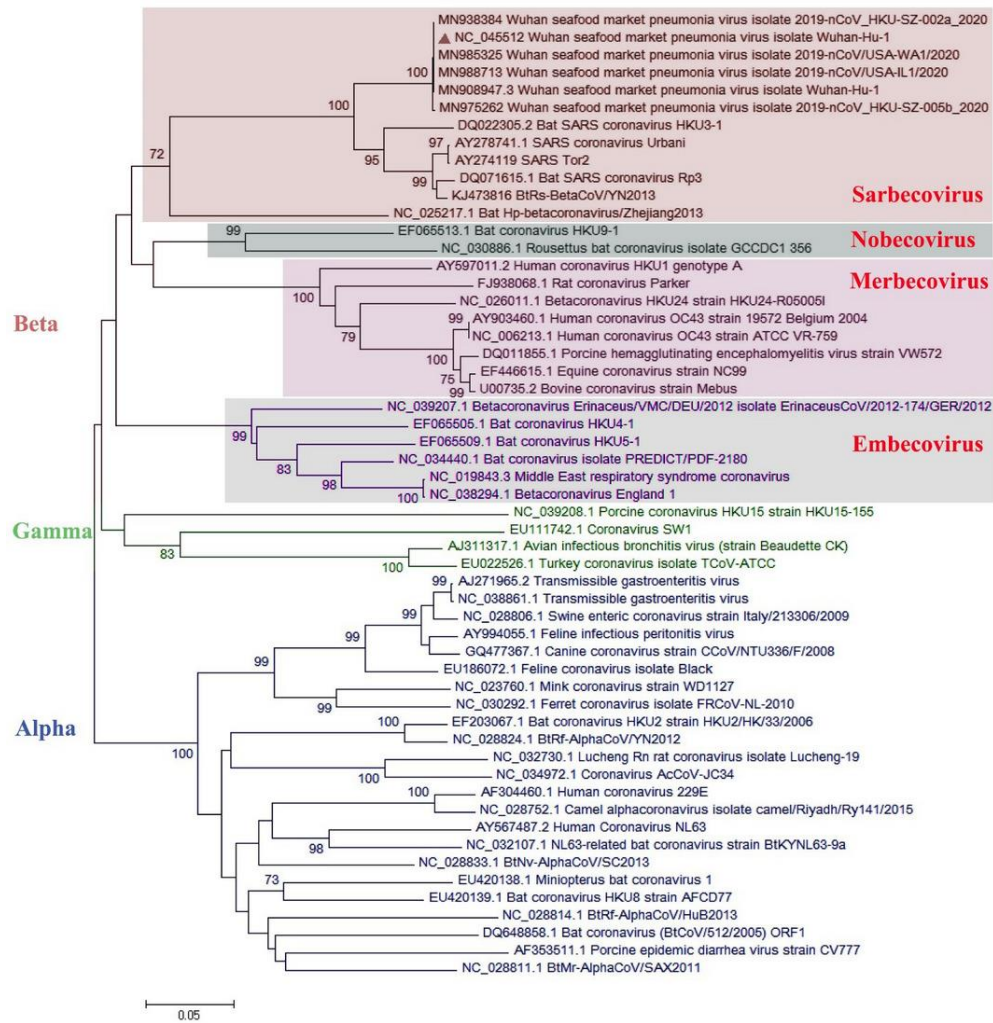 MN938384 Wuhan seafood market pneumonia virus isolate 2019-nCoV_HKU-SZ-002a_2020
NC_045512 Wuhan seafood market pneumonia virus isolate Wuhan-Hu-1
MN985325 Wuhan seafood market pneumonia virus isolate 2019-nCoV/USA-WA1/2020
100 MN988713 Wuhan seafood market pneumonia virus isolate 2019-nCoV/USA-IL1/2020
MN908947.3 Wuhan seafood market pneumonia virus isolate Wuhan-Hu-1
100 MN975262 Wuhan seafood market pneumonia virus isolate 2019-nCoV_HKU-SZ-005b_2020
DQ022305.2 Bat SARS coronavirus HKU3-1
97 AY278741.1 SARS coronavirus Urbani
72 95 AY274119 SARS Tor2
99 DQ071615.1 Bat SARS coronavirus Rp3
KJ473816 BtRs-BetaCoV/YN2013
Sarbecovirus
NC_025217.1 Bat Hp-betacoronavirus/Zhejiang2013
99 EF065513.1 Bat coronavirus HKU9-1
Nobecovirus
NC_030886.1 Rousettus bat coronavirus isolate GCCDC1 356
AY597011.2 Human coronavirus HKU1 genotype A
Merbecovirus
100 FJ938068.1 Rat coronavirus Parker
NC_026011.1 Betacoronavirus HKU24 strain HKU24-R05005I
Beta
99 AY903460.1 Human coronavirus OC43 strain 19572 Belgium 2004
79 NC_006213.1 Human coronavirus OC43 strain ATCC VR-759
100 DQ011855.1 Porcine hemagglutinating encephalomyelitis virus strain VW572
75 EF446615.1 Equine coronavirus strain NC99
99 U00735.2 Bovine coronavirus strain Mebus
NC_039207.1 Betacoronavirus Erinaceus/VMC/DEU/2012 isolate ErinaceusCoV/2012-174/GER/2012
99 EF065505.1 Bat coronavirus HKU4-1
EF065509.1 Bat coronavirus HKU5-1
Embecovirus
83 NC_034440.1 Bat coronavirus isolate PREDICT/PDF-2180
98 NC_019843.3 Middle East respiratory syndrome coronavirus
100 NC_038294.1 Betacoronavirus England 1
NC_039208.1 Porcine coronavirus HKU15 strain HKU15-155
Gamma
EU111742.1 Coronavirus SW1
83 AJ311317.1 Avian infectious bronchitis virus (strain Beaudette CK)
100 EU022526.1 Turkey coronavirus isolate TCoV-ATCC
99 AJ271965.2 Transmissible gastroenteritis virus
NC_038861.1 Transmissible gastroenteritis virus
99 NC_028806.1 Swine enteric coronavirus strain Italy/213306/2009
99 AY994055.1 Feline infectious peritonitis virus
GQ477367.1 Canine coronavirus strain CCoV/NTU336/F/2008
99 EU186072.1 Feline coronavirus isolate Black
NC_023760.1 Mink coronavirus strain WD1127
99 NC_030292.1 Ferret coronavirus isolate FRCoV-NL-2010
Alpha
100 EF203067.1 Bat coronavirus HKU2 strain HKU2/HK/33/2006
100 NC_028824.1 BtRf-AlphaCoV/YN2012
NC_032730.1 Lucheng Rn rat coronavirus isolate Lucheng-19
100 NC_034972.1 Coronavirus AcCoV-JC34
100 AF304460.1 Human coronavirus 229E
NC_028752.1 Camel alphacoronavirus isolate camel/Riyadh/Ry141/2015
AY567487.2 Human Coronavirus NL63
98 NC_032107.1 NL63-related bat coronavirus strain BtKYNL63-9a
NC_028833.1 BtNv-AlphaCoV/SC2013
73 EU420138.1 Miniopterus bat coronavirus 1
EU420139.1 Bat coronavirus HKU8 strain AFCD77
NC_028814.1 BtRf-AlphaCoV/HuB2013
DQ648858.1 Bat coronavirus (BtCoV/512/2005) ORF1
AF353511.1 Porcine epidemic diarrhea virus strain CV777
NC_028811.1 BtMr-AlphaCoV/SAX2011
0.05